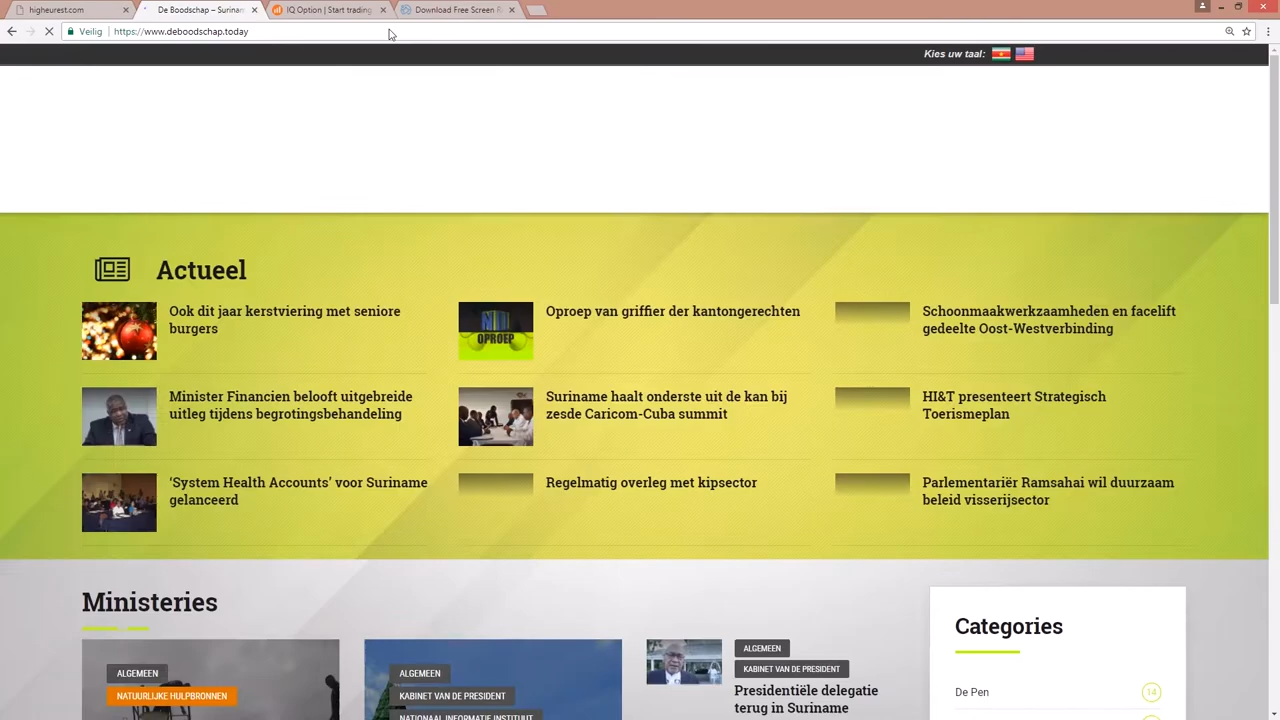 higheurest.com
De Boodschap – Surinam
IQ Option | Start trading
Download Free Screen R
Veilig
https://www.deboodschap.today
Kies uw taal:
Actueel
Ook dit jaar kerstviering met seniore
burgers
OPROEP
Oproep van griffier der kantongerechten
Schoonmaakwerkzaamheden en facelift
gedeelte Oost-Westverbinding
Minister Financien belooft uitgebreide
uitleg tijdens begrotingsbehandeling
Suriname haalt onderste uit de kan bij
zesde Caricom-Cuba summit
HI&T presenteert Strategisch
Toerismeplan
‘System Health Accounts’ voor Suriname
gelanceerd
Regelmatig overleg met kipsector
Parlementariër Ramsahai wil duurzaam
beleid visserijsector
Ministeries
ALGEMEEN
NATUURLIJKE HULPBRONNEN
ALGEMEEN
KABINET VAN DE PRESIDENT
NATIONAAL INFORMATIE INSTITUUT
ALGEMEEN
KABINET VAN DE PRESIDENT
Presidentiële delegatie
terug in Suriname
Categories
De Pen
14